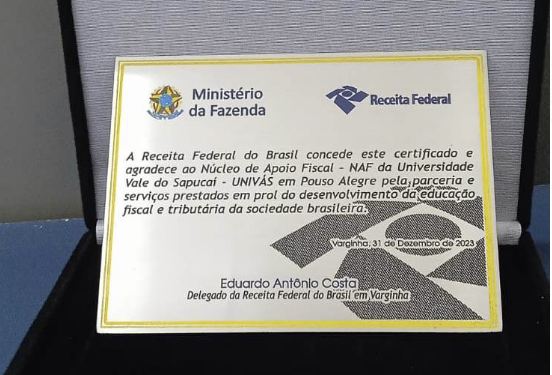 Ministério
da Fazenda
Receita Federal
A Receita Federal do Brasil concede este certificado e
agradece ao Núcleo de Apoio Fiscal - NAF da Universidade
Vale do Sapucaí - UNIVÁS em Pouso Alegre pela parceria e
serviços prestados em prol do desenvolvimento da educação
fiscal e tributária da sociedade brasileira.
Varginha, 31 de Dezembro de 2023
Eduardo Antônio Costa
Delegado da Receita Federal do Brasil em Varginha